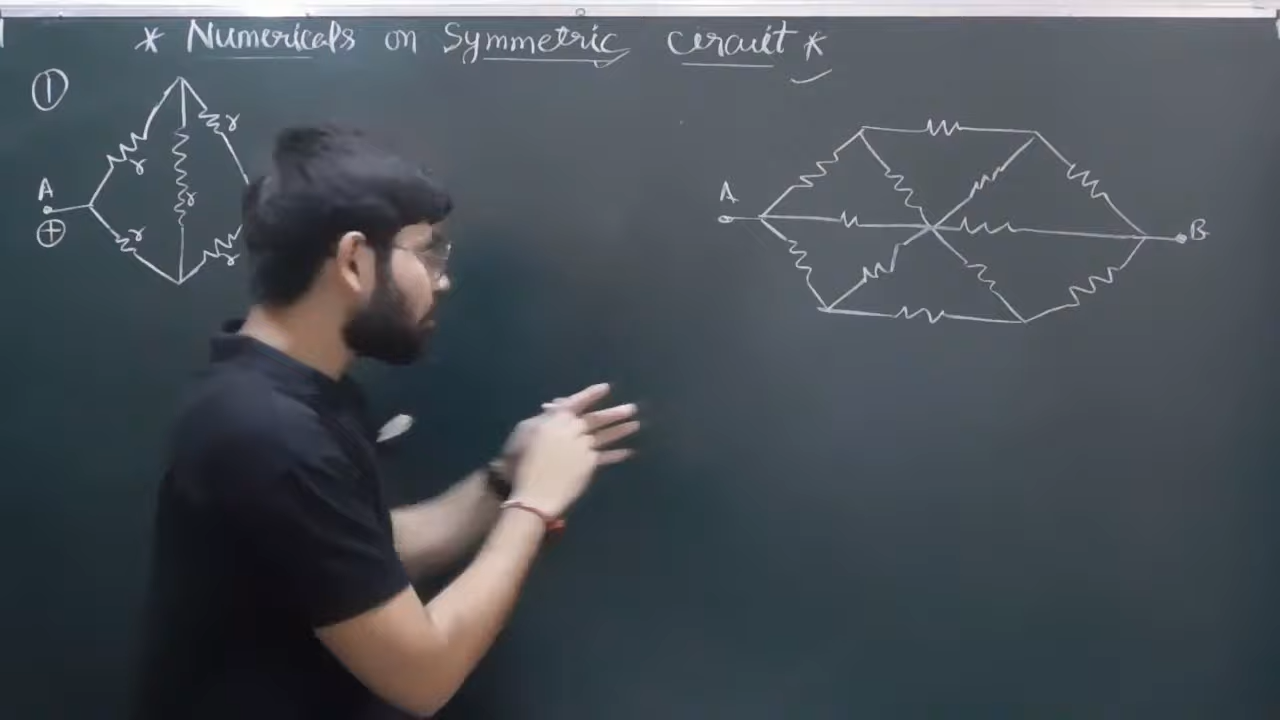 * Numericals on Symmetric circuit *
①
r
r
A
r
r
+
A
B